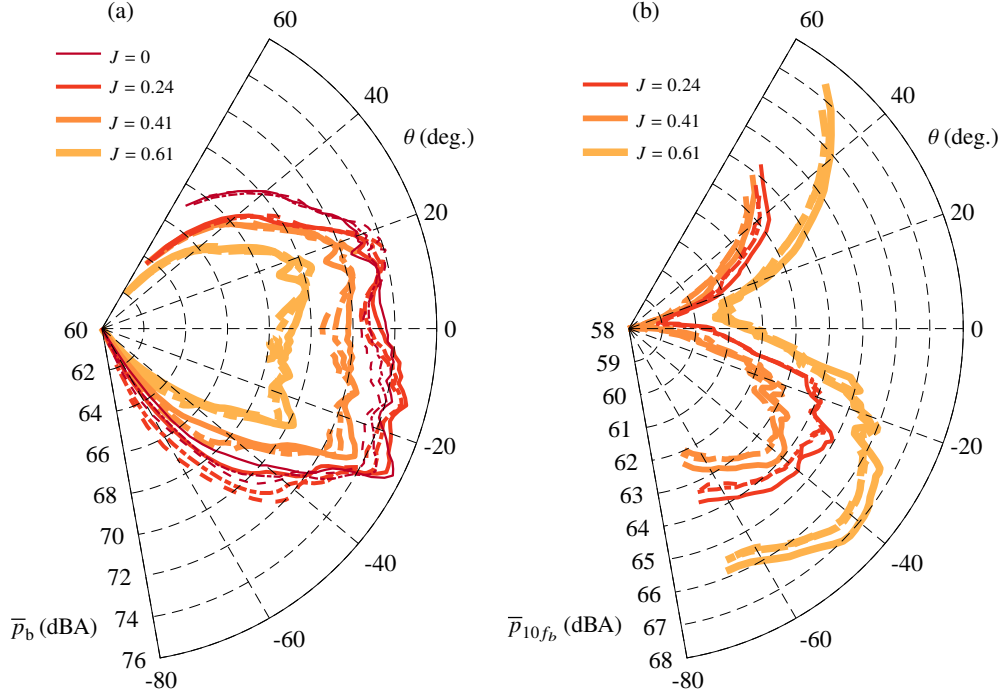 (a)
J = 0
J = 0.24
J = 0.41
J = 0.61
60
40
θ (deg.)
20
0
-20
-40
-60
-80
60
62
64
66
68
70
72
74
76
p̅b (dBA)
(b)
J = 0.24
J = 0.41
J = 0.61
60
40
θ (deg.)
20
0
-20
-40
-60
-80
58
59
60
61
62
63
64
65
66
67
68
p̅10fb (dBA)